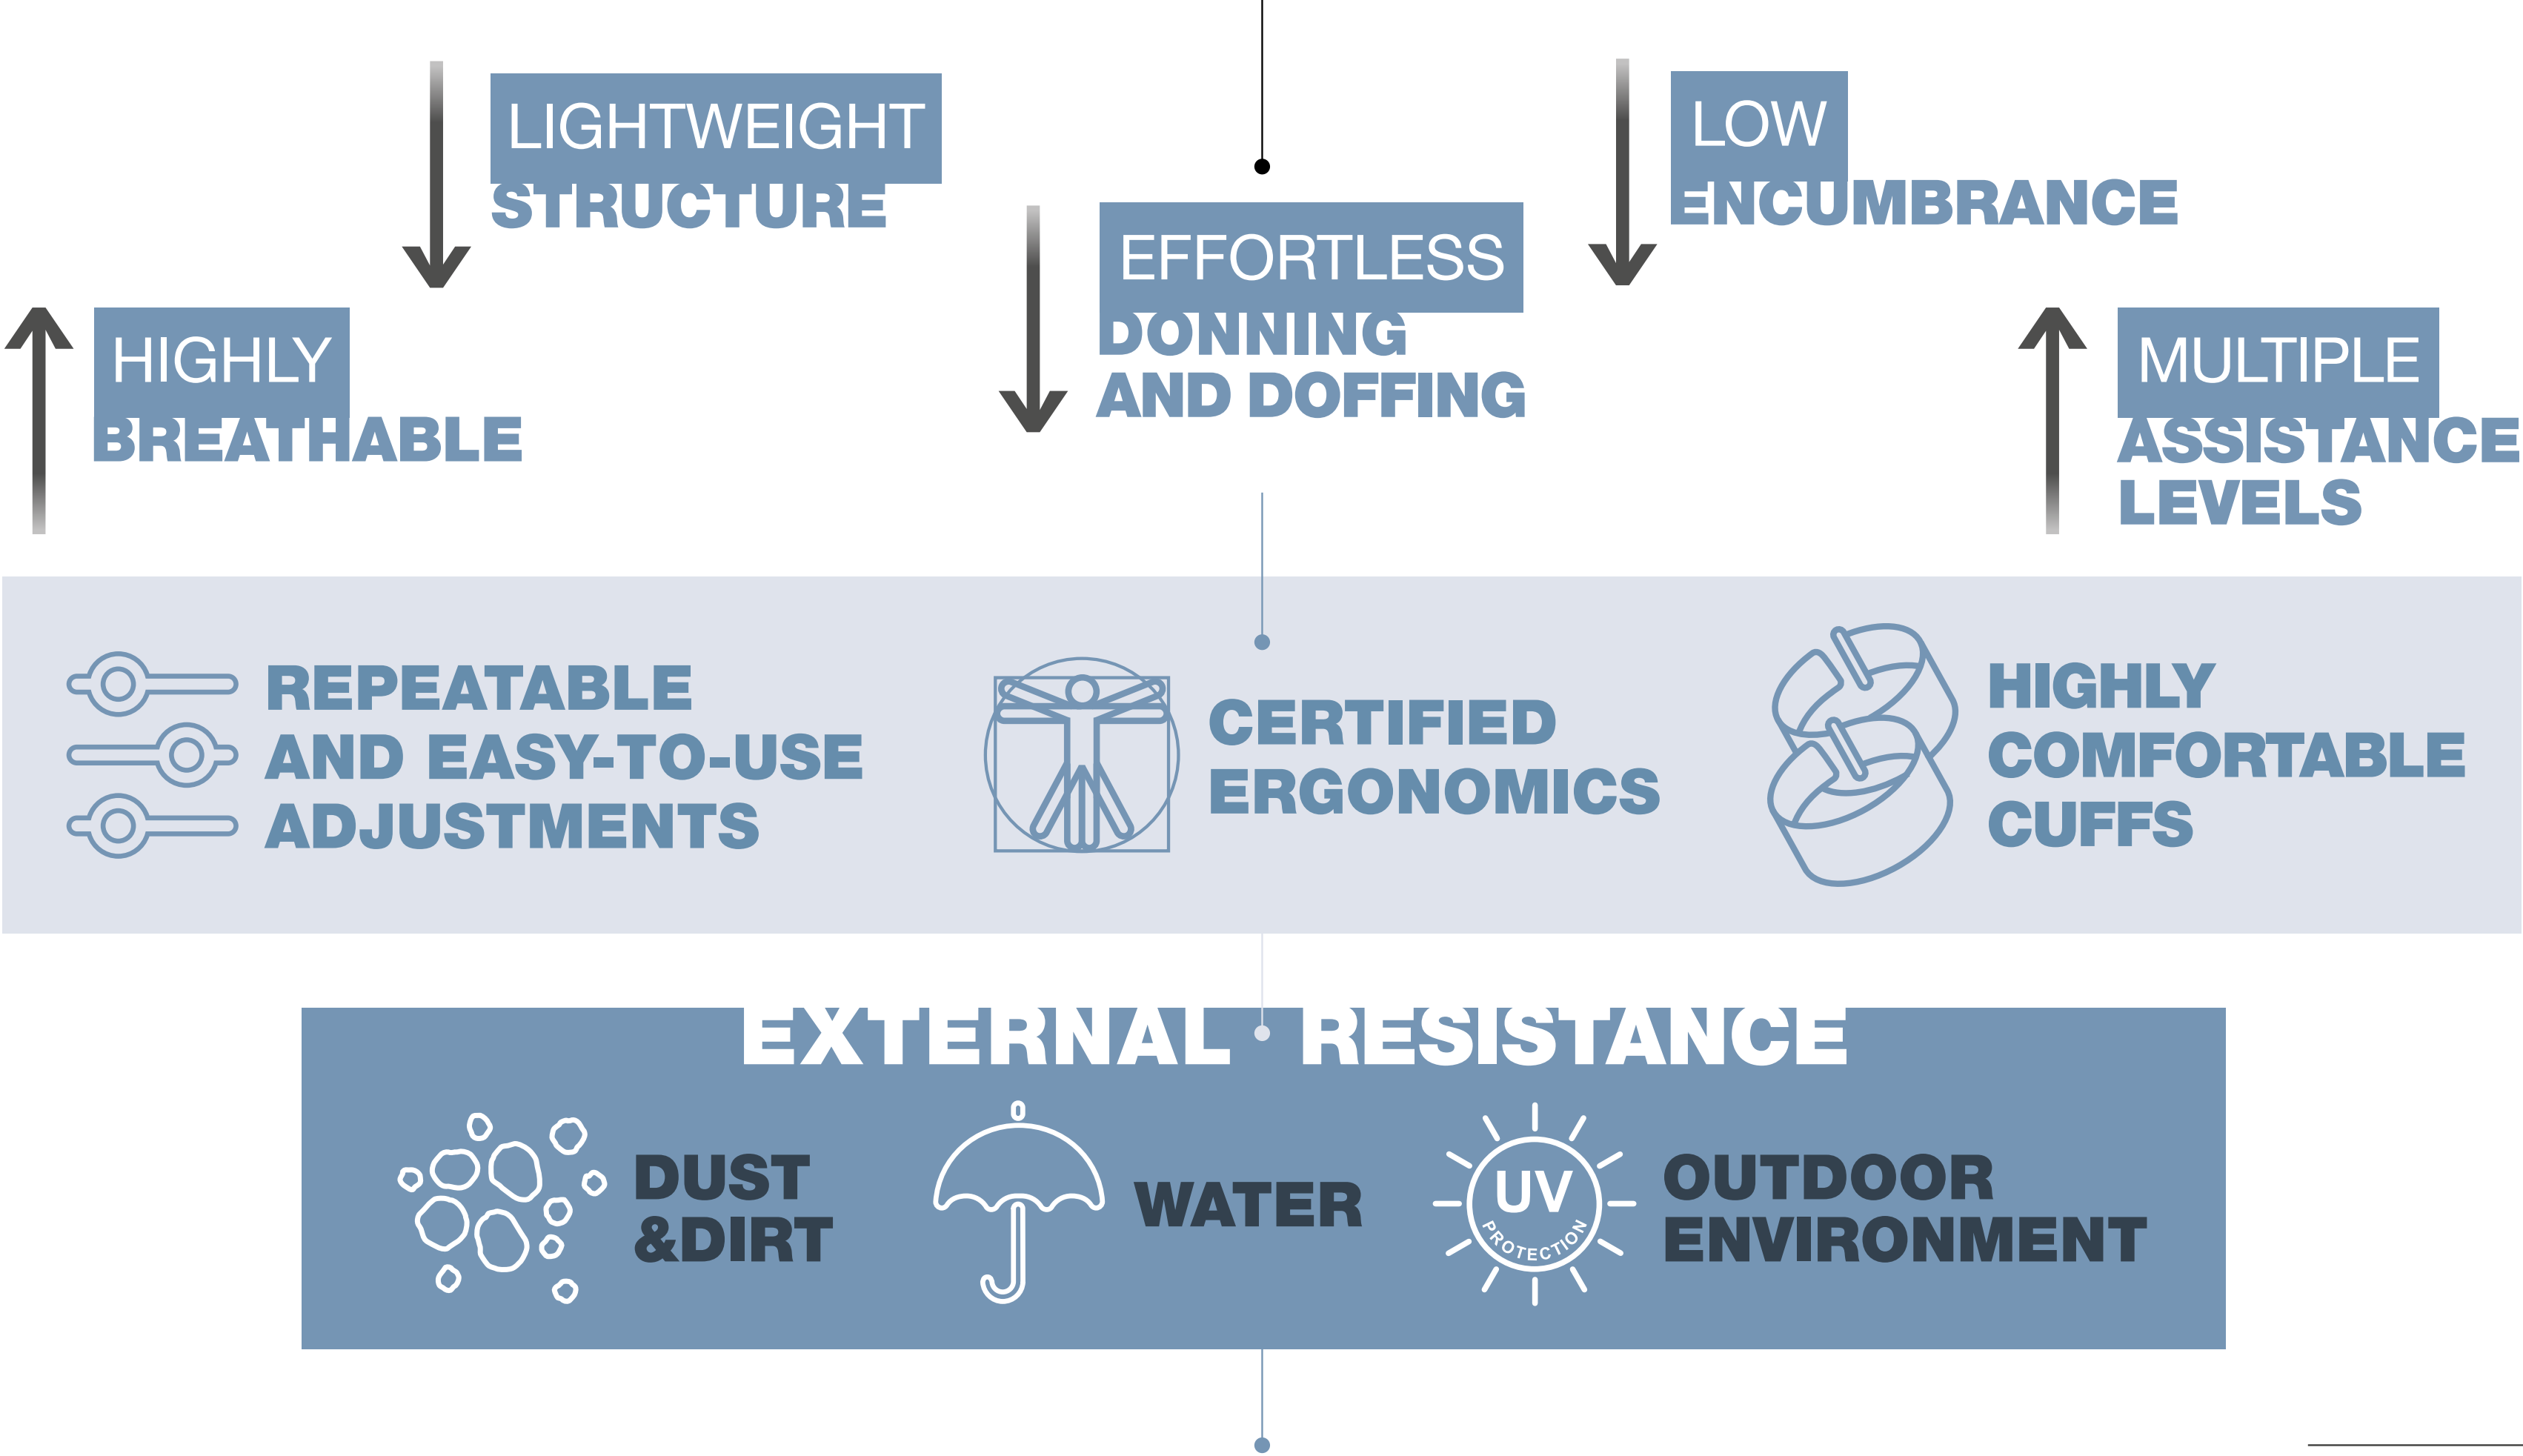 LIGHTWEIGHT
STRUCTURE
LOW
ENCUMBRANCE
EFFORTLESS
DONNING
AND DOFFING
HIGHLY
BREATHABLE
MULTIPLE
ASSISTANCE
LEVELS
REPEATABLE
AND EASY-TO-USE
ADJUSTMENTS
CERTIFIED
ERGONOMICS
HIGHLY
COMFORTABLE
CUFFS
EXTERNAL RESISTANCE
DUST
&DIRT
WATER
UV
PROTECTION
OUTDOOR
ENVIRONMENT